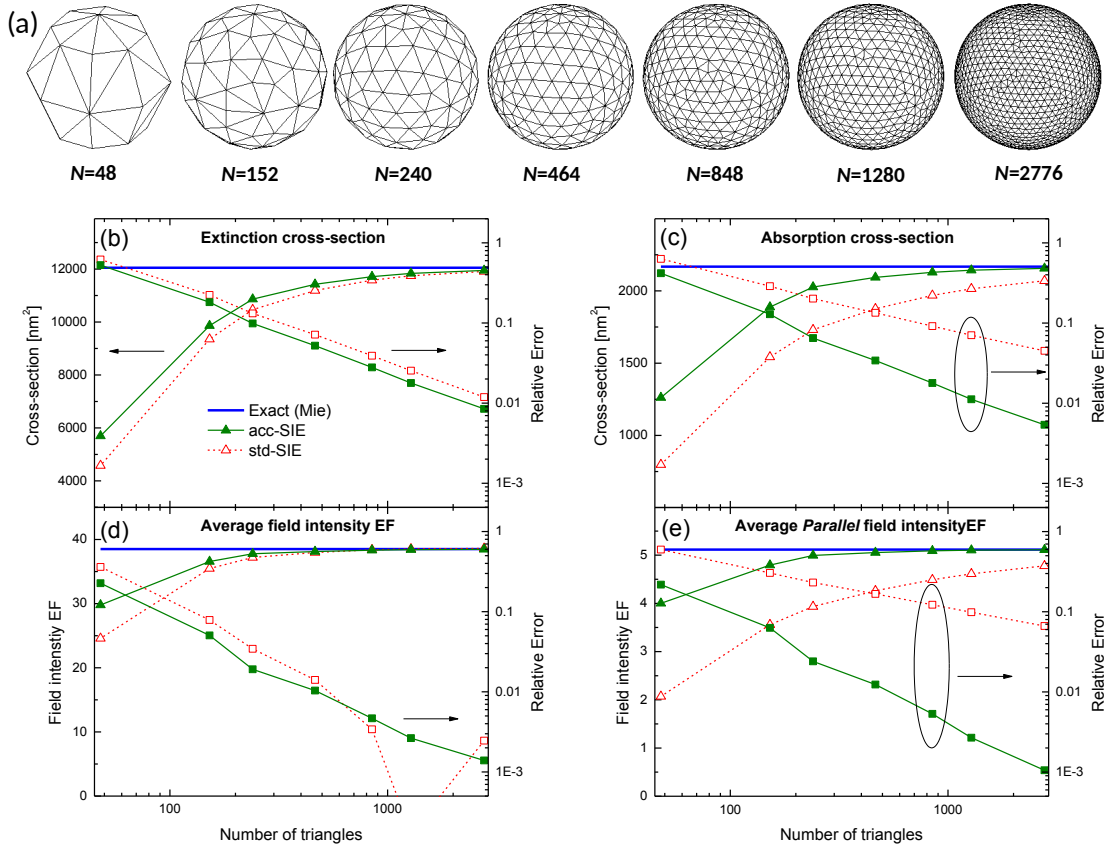 (a)
N=48 N=152 N=240 N=464 N=848 N=1280 N=2776
(b) Extinction cross-section
12000
10000
8000
6000
4000
Cross-section [nm²]
1
0.1
0.01
1E-3
Relative Error
Exact (Mie)
acc-SIE
std-SIE
(c) Absorption cross-section
2000
1500
1000
Cross-section [nm²]
1
0.1
0.01
1E-3
Relative Error
(d) Average field intensity EF
40
30
20
10
0
Field intenstiy EF
1
0.1
0.01
1E-3
Relative Error
100 1000
Number of triangles
(e) Average Parallel field intensityEF
5
4
3
2
1
0
Field intenstiy EF
1
0.1
0.01
1E-3
Relative Error
100 1000
Number of triangles